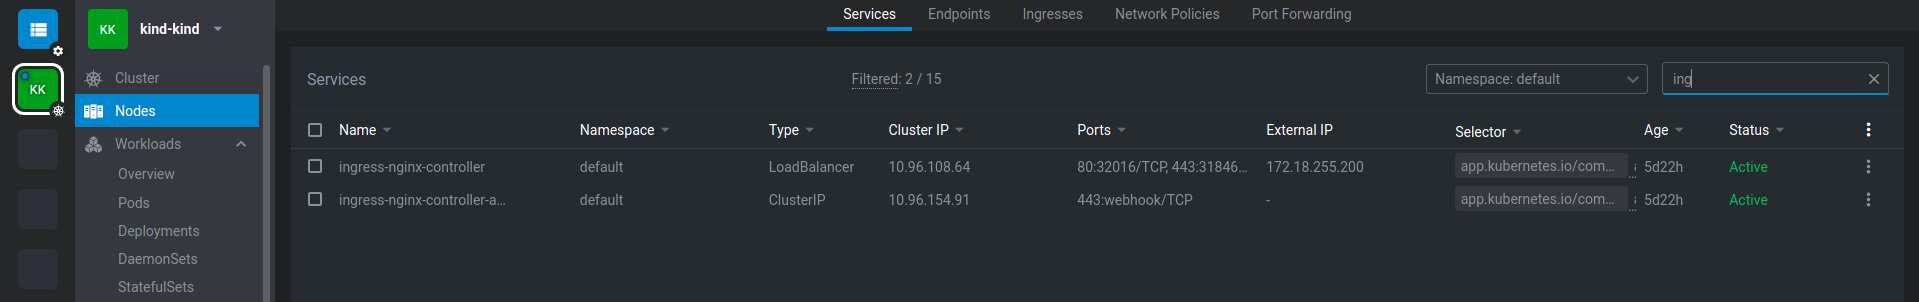 KK kind-kind
KK
Cluster
Nodes
Workloads
Overview
Pods
Deployments
DaemonSets
StatefulSets
Services Endpoints Ingresses Network Policies Port Forwarding
Services Filtered: 2 / 15 Namespace: default ing
Name Namespace Type Cluster IP Ports External IP Selector Age Status
ingress-nginx-controller default LoadBalancer 10.96.108.64 80:32016/TCP, 443:31846... 172.18.255.200 app.kubernetes.io/com... 5d22h Active
ingress-nginx-controller-a... default ClusterIP 10.96.154.91 443:webhook/TCP - app.kubernetes.io/com... 5d22h Active